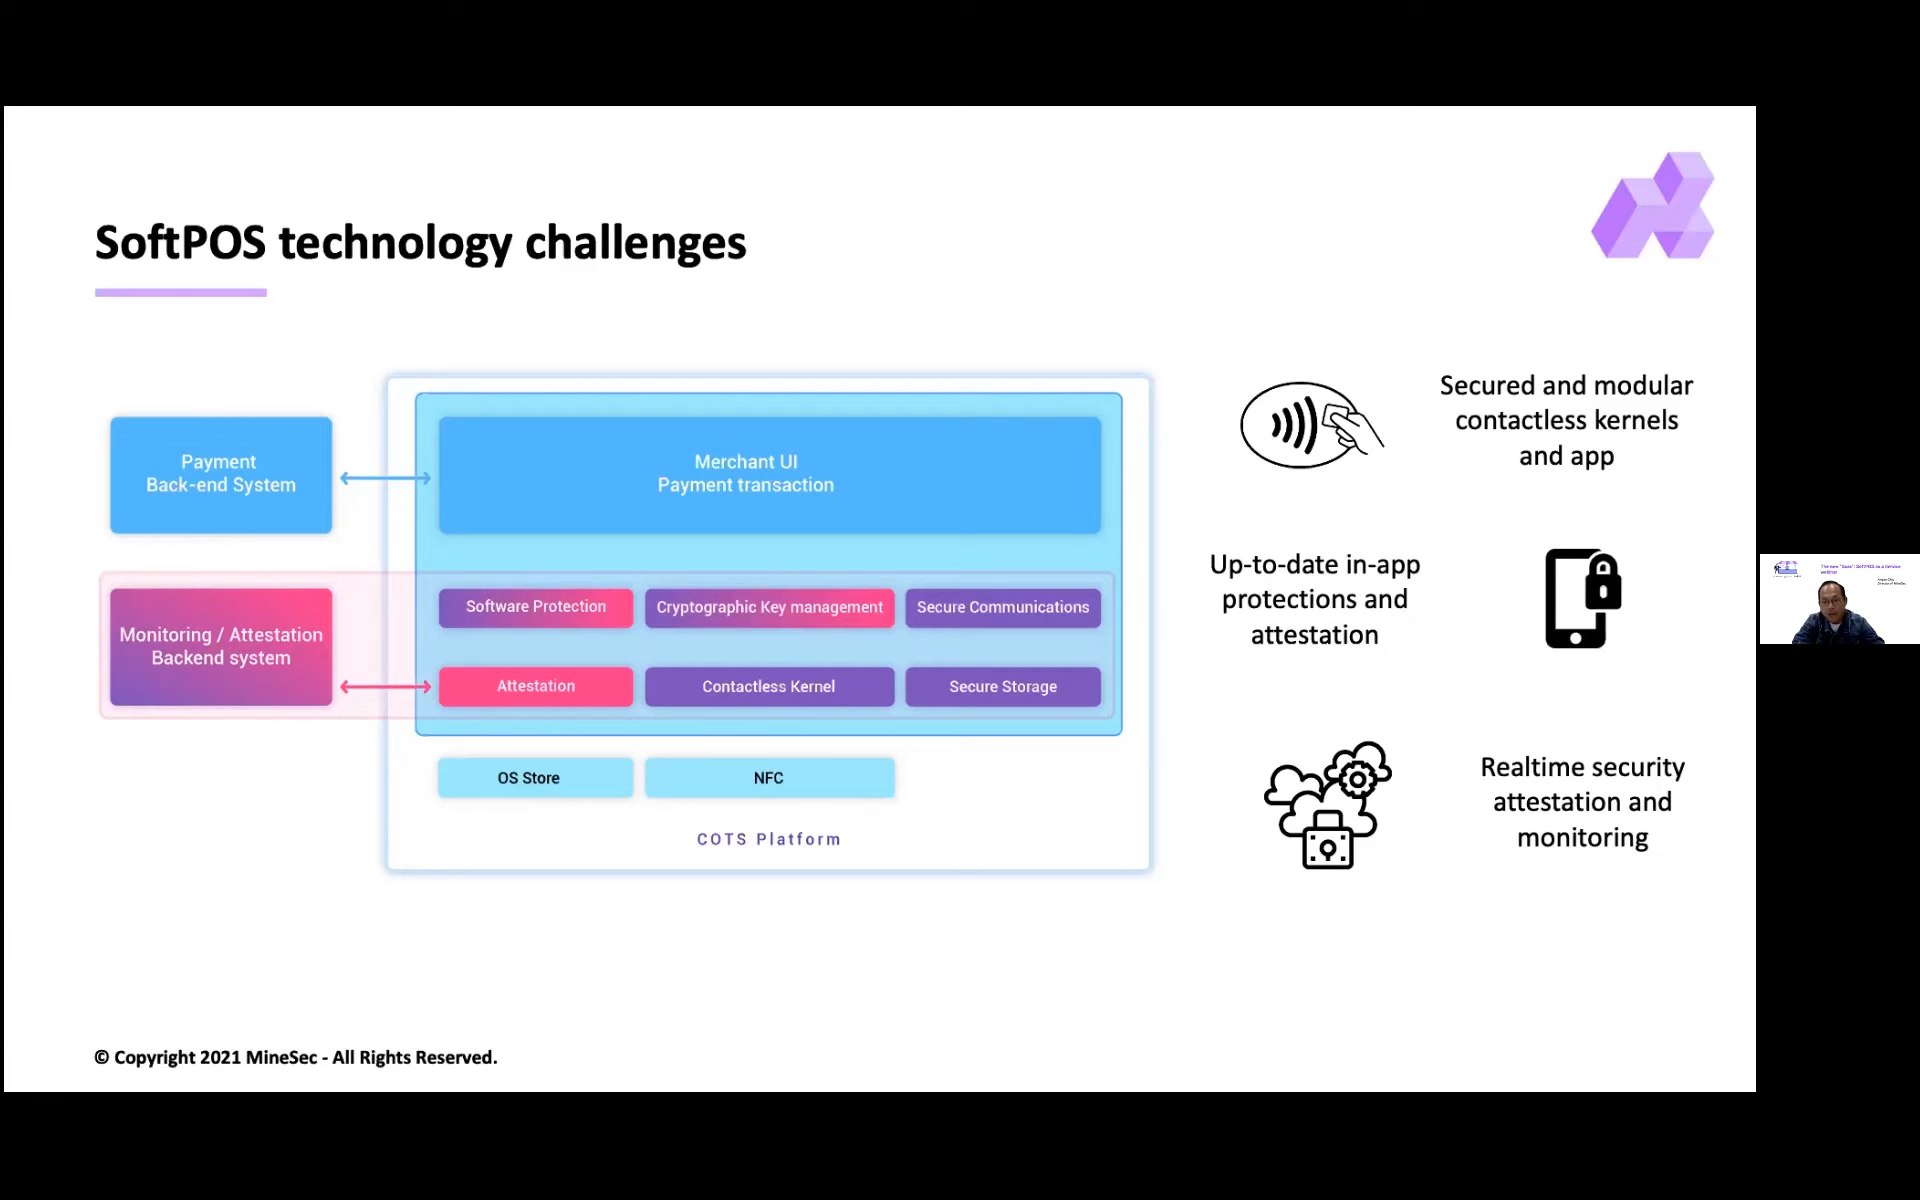 SoftPOS technology challenges
Payment
Back-end System
Merchant UI
Payment transaction
Monitoring / Attestation
Backend system
Software Protection
Cryptographic Key management
Secure Communications
Attestation
Contactless Kernel
Secure Storage
OS Store
NFC
COTS Platform
Secured and modular
contactless kernels
and app
Up-to-date in-app
protections and
attestation
Realtime security
attestation and
monitoring
© Copyright 2021 MineSec - All Rights Reserved.